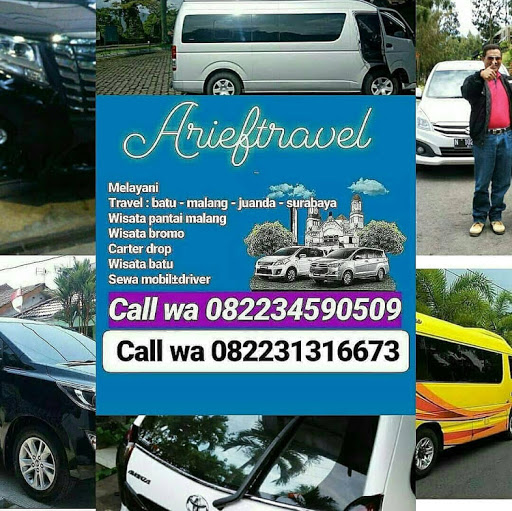 Arieftravel
Melayani
Travel : batu - malang - juanda - surabaya
Wisata pantai malang
Wisata bromo
Carter drop
Wisata batu
Sewa mobil±driver
Call wa 082234590509
Call wa 082231316673